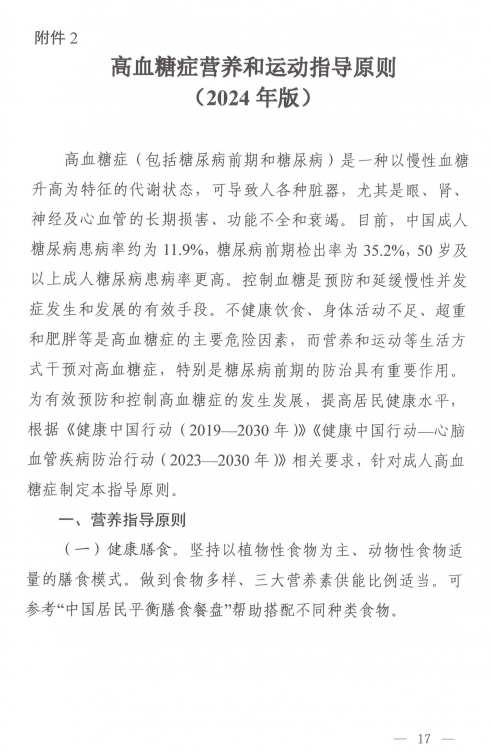 附件 2
高血糖症营养和运动指导原则
（2024 年版）
高血糖症（包括糖尿病前期和糖尿病）是一种以慢性血糖
升高为特征的代谢状态，可导致人各种脏器，尤其是眼、肾、
神经及心血管的长期损害、功能不全和衰竭。目前，中国成人
糖尿病患病率约为 11.9%，糖尿病前期检出率为 35.2%，50 岁及
以上成人糖尿病患病率更高。控制血糖是预防和延缓慢性并发
症发生和发展的有效手段。不健康饮食、身体活动不足、超重
和肥胖等是高血糖症的主要危险因素，而营养和运动等生活方
式干预对高血糖症，特别是糖尿病前期的防治具有重要作用。
为有效预防和控制高血糖症的发生发展，提高居民健康水平，
根据《健康中国行动（2019—2030 年）》《健康中国行动—心脑
血管疾病防治行动（2023—2030 年）》相关要求，针对成人高血
糖症制定本指导原则。
一、营养指导原则
（一）健康膳食。坚持以植物性食物为主、动物性食物适
量的膳食模式。做到食物多样、三大营养素供能比例适当。可
参考“中国居民平衡膳食餐盘”帮助搭配不同种类食物。
— 17 —